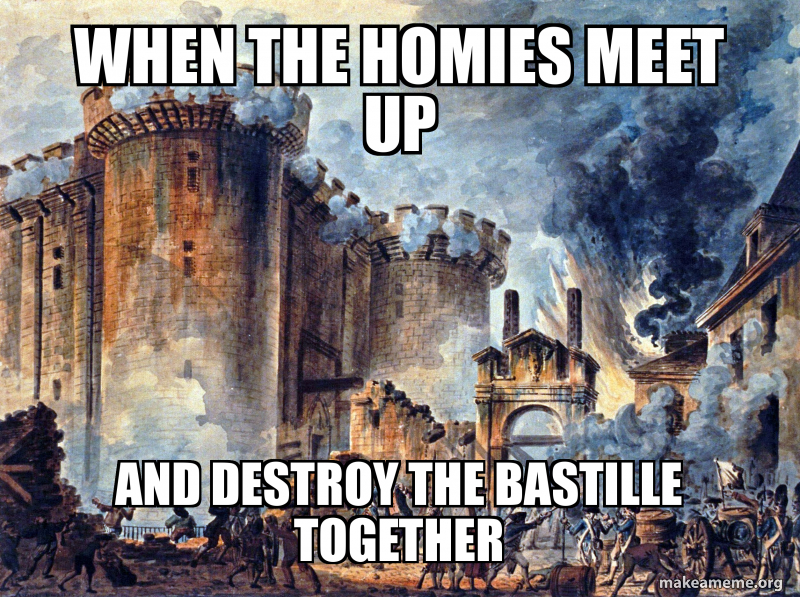 WHEN THE HOMIES MEET
UP
AND DESTROY THE BASTILLE
TOGETHER
makeameme.org